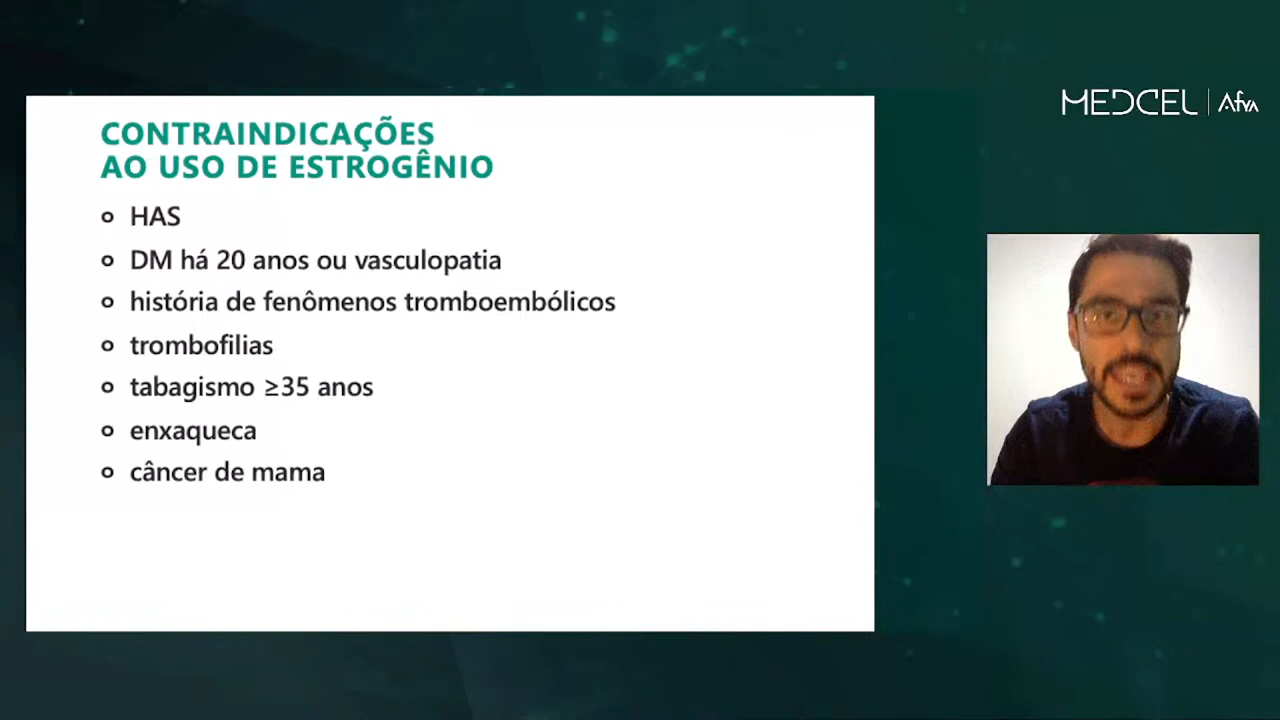 MEDCEL | Afya
CONTRAINDICAÇÕES
AO USO DE ESTROGÊNIO
HAS
DM há 20 anos ou vasculopatia
história de fenômenos tromboembólicos
trombofilias
tabagismo ≥35 anos
enxaqueca
câncer de mama